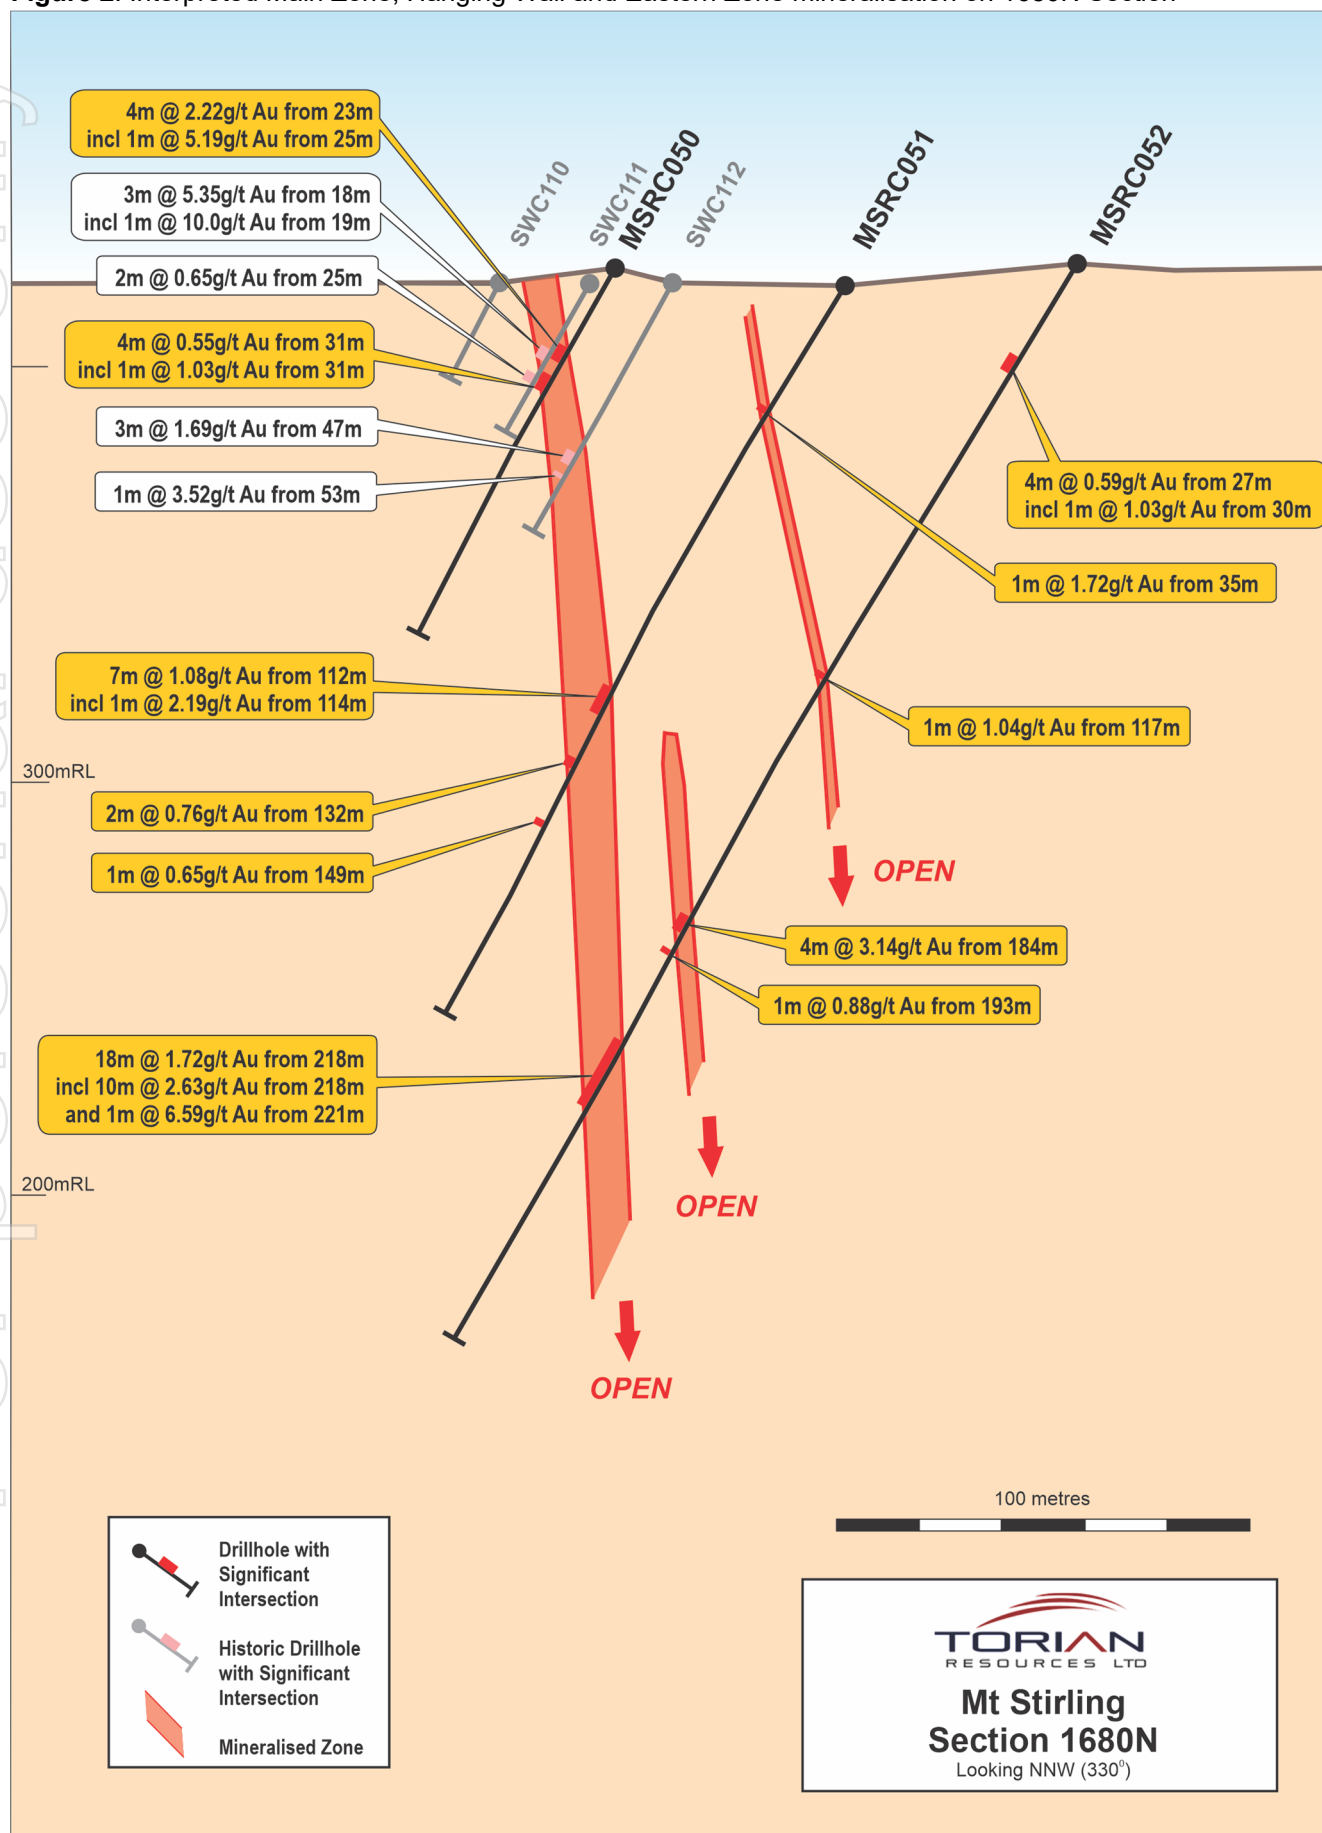 4m @ 2.22g/t Au from 23m
incl 1m @ 5.19g/t Au from 25m
3m @ 5.35g/t Au from 18m
incl 1m @ 10.0g/t Au from 19m
2m @ 0.65g/t Au from 25m
4m @ 0.55g/t Au from 31m
incl 1m @ 1.03g/t Au from 31m
3m @ 1.69g/t Au from 47m
1m @ 3.52g/t Au from 53m
SWC110
SWC111
MSRC050
SWC112
MSRC051
MSRC052
4m @ 0.59g/t Au from 27m
incl 1m @ 1.03g/t Au from 30m
1m @ 1.72g/t Au from 35m
7m @ 1.08g/t Au from 112m
incl 1m @ 2.19g/t Au from 114m
1m @ 1.04g/t Au from 117m
300mRL
2m @ 0.76g/t Au from 132m
1m @ 0.65g/t Au from 149m
OPEN
4m @ 3.14g/t Au from 184m
1m @ 0.88g/t Au from 193m
18m @ 1.72g/t Au from 218m
incl 10m @ 2.63g/t Au from 218m
and 1m @ 6.59g/t Au from 221m
200mRL
OPEN
OPEN
100 metres
Drillhole with
Significant
Intersection
Historic Drillhole
with Significant
Intersection
Mineralised Zone
TORIAN
RESOURCES LTD
Mt Stirling
Section 1680N
Looking NNW (330⁰)